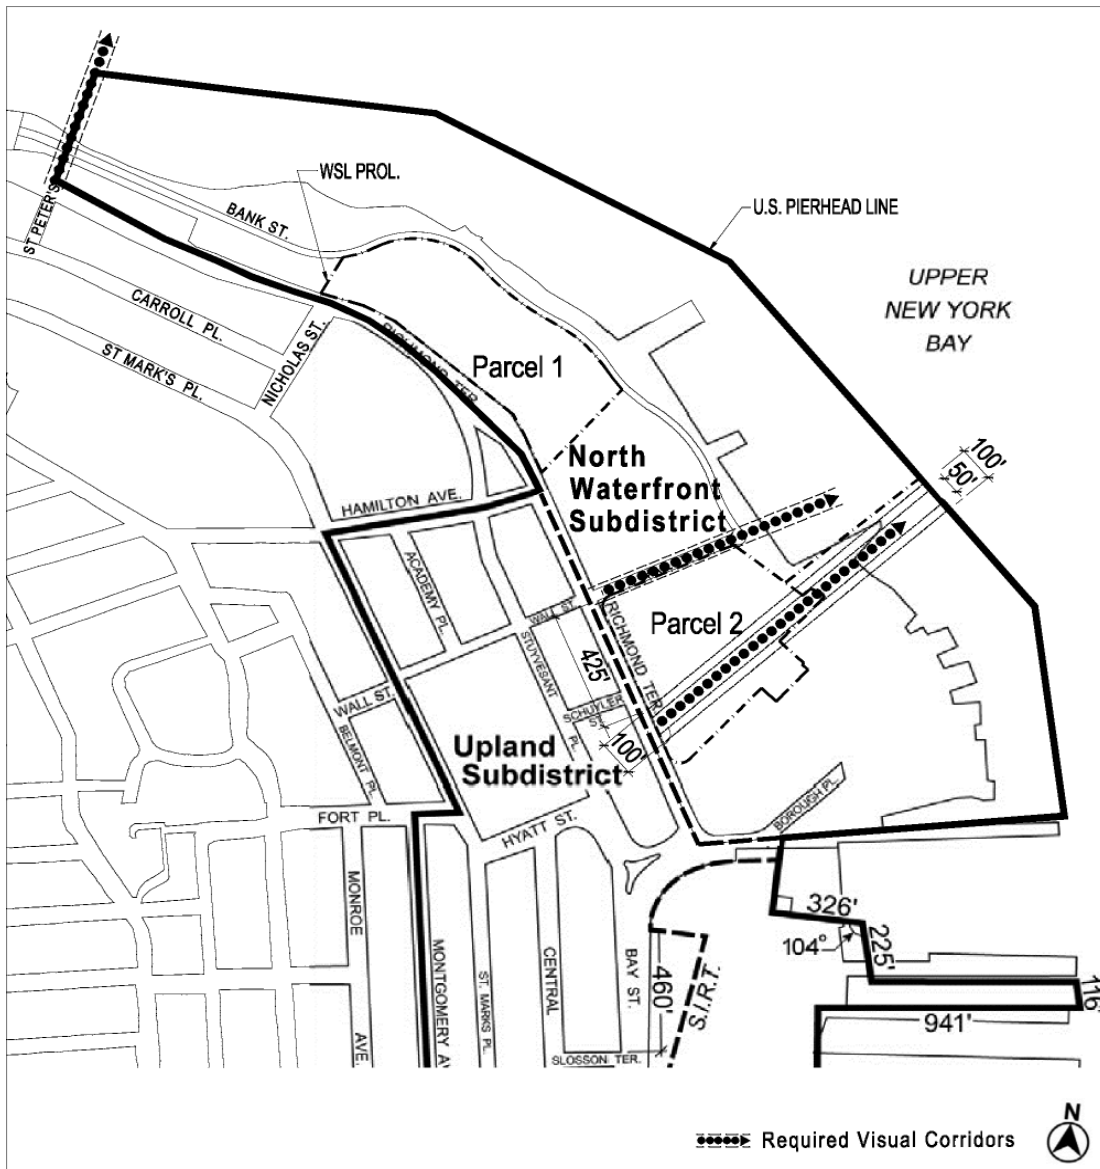 WSL PROL.
U.S. PIERHEAD LINE
BANK ST.
ST PETER'S
UPPER
NEW YORK
BAY
CARROLL PL.
NICHOLAS ST.
ST MARK'S PL.
RICHMOND TER.
Parcel 1
North
Waterfront
Subdistrict
100'
50'
HAMILTON AVE.
ACADEMY PL.
WALL ST.
STUYVESANT
PL.
425'
RICHMOND TER.
Parcel 2
SCHUYLER
ST.
100'
WALL ST.
BELMONT PL.
Upland
Subdistrict
BOROUGH PL.
FORT PL.
HYATT ST.
MONROE
AVE.
MONTGOMERY AV
ST. MARKS PL.
CENTRAL
BAY ST.
460'
S.I.R.T.
SLOSSON TER.
326'
104°
225'
116'
941'
N
Required Visual Corridors